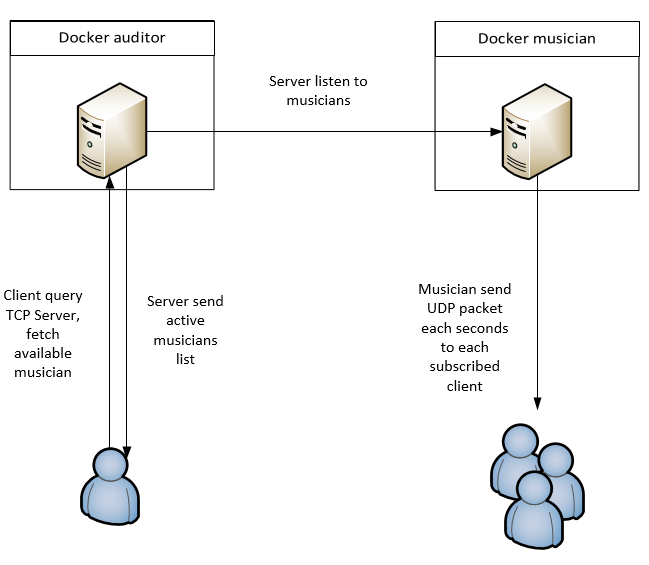 Docker auditor
Docker musician
Server listen to
musicians
Client query
TCP Server,
fetch
available
musician
Server send
active
musicians
list
Musician send
UDP packet
each seconds
to each
subscribed
client